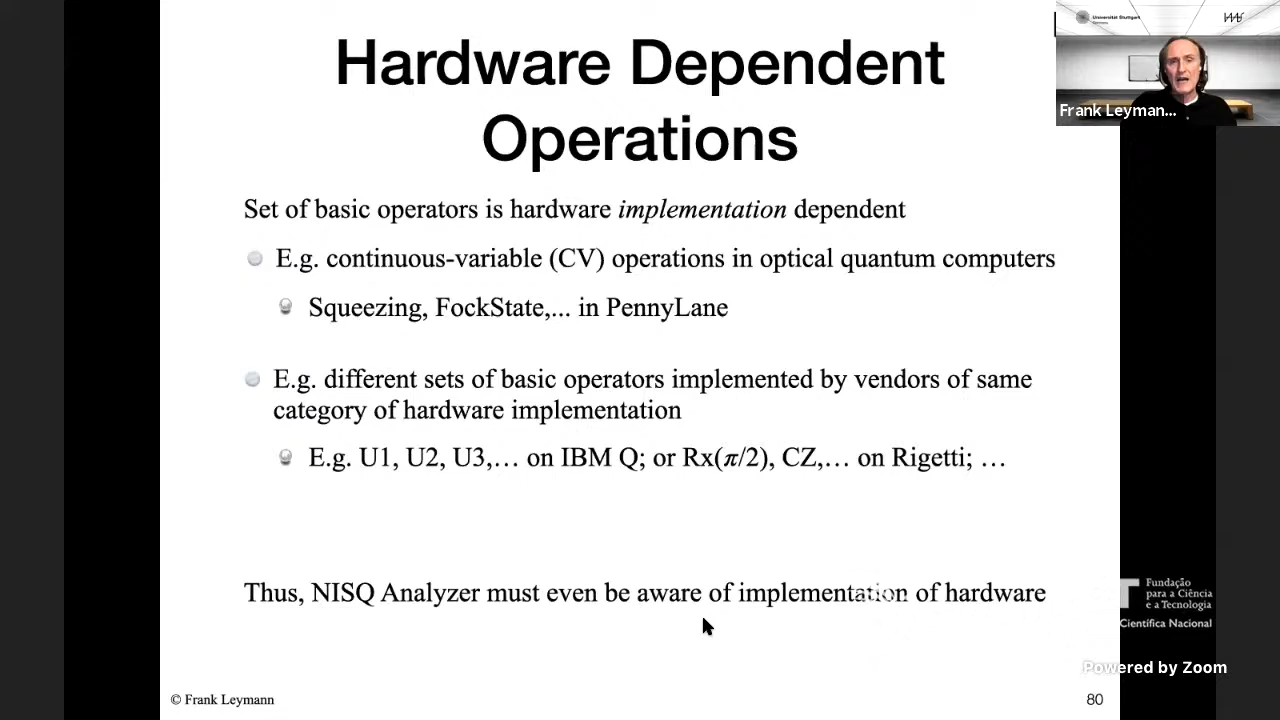 Hardware Dependent
Operations
Universität Stuttgart
Frank Leyman...
Set of basic operators is hardware implementation dependent
E.g. continuous-variable (CV) operations in optical quantum computers
Squeezing, FockState,... in PennyLane
E.g. different sets of basic operators implemented by vendors of same
category of hardware implementation
E.g. U1, U2, U3,… on IBM Q; or Rx(π/2), CZ,… on Rigetti; …
Thus, NISQ Analyzer must even be aware of implementation of hardware
Fundação
para a Ciência
e a Tecnologia
Científica Nacional
Powered by Zoom
© Frank Leymann
80